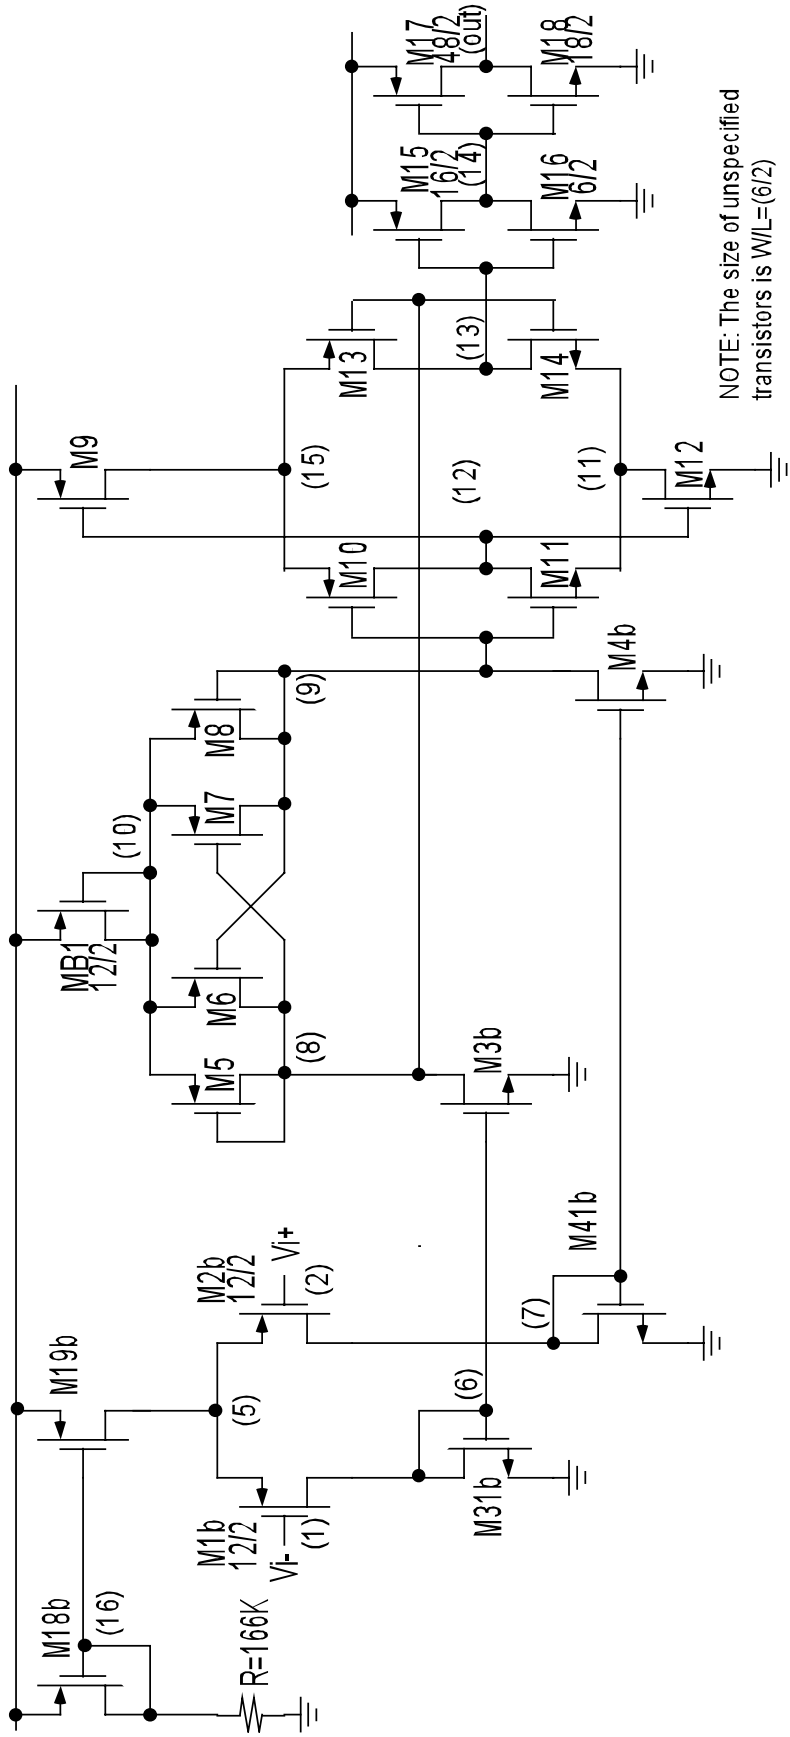 M18b
(16)
R=166K
M19b
M1b
12/2
Vi-
(1)
(5)
M2b
12/2
Vi+
(2)
M31b
(6)
(7)
M41b
MB1
12/2
(10)
M5
M6
M7
M8
(8)
(9)
M3b
M4b
M9
M10
(15)
M13
(12)
(13)
M11
(11)
M14
M12
M15
16/2
(14)
M16
6/2
M17
48/2
(out)
M18
18/2
NOTE: The size of unspecified
transistors is W/L=(6/2)